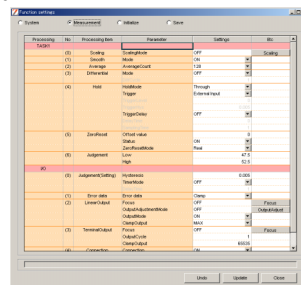 Function settings
System Measurement Initialize Save
Processing No Processing Item Parameter Settings Etc
TASK1
(0) Scaling ScalingMode OFF Scaling
(1) Smooth Mode ON
(2) Average AverageCount 128
(3) Differential Mode OFF
(4) Hold HoldMode Through
Trigger External Input
TriggerDelay OFF
(5) ZeroReset Offset value 0
Status ON
ZeroResetMode Real
(6) Judgement Low 47.5
High 52.5
I/O
(0) Judgement(Setting) Hysteresis 0.000
TimerMode OFF
(1) Error data Error data Clamp
(2) LinearOutput Focus OFF Focus
OutputAdjustmentMode OFF OutputAdjust
OutputMode ON
ClampOutput MAX
(3) TerminalOutput Focus OFF Focus
OutputCycle 1
ClampOutput 65536
(4) Connection Connection ON
Undo Update Close